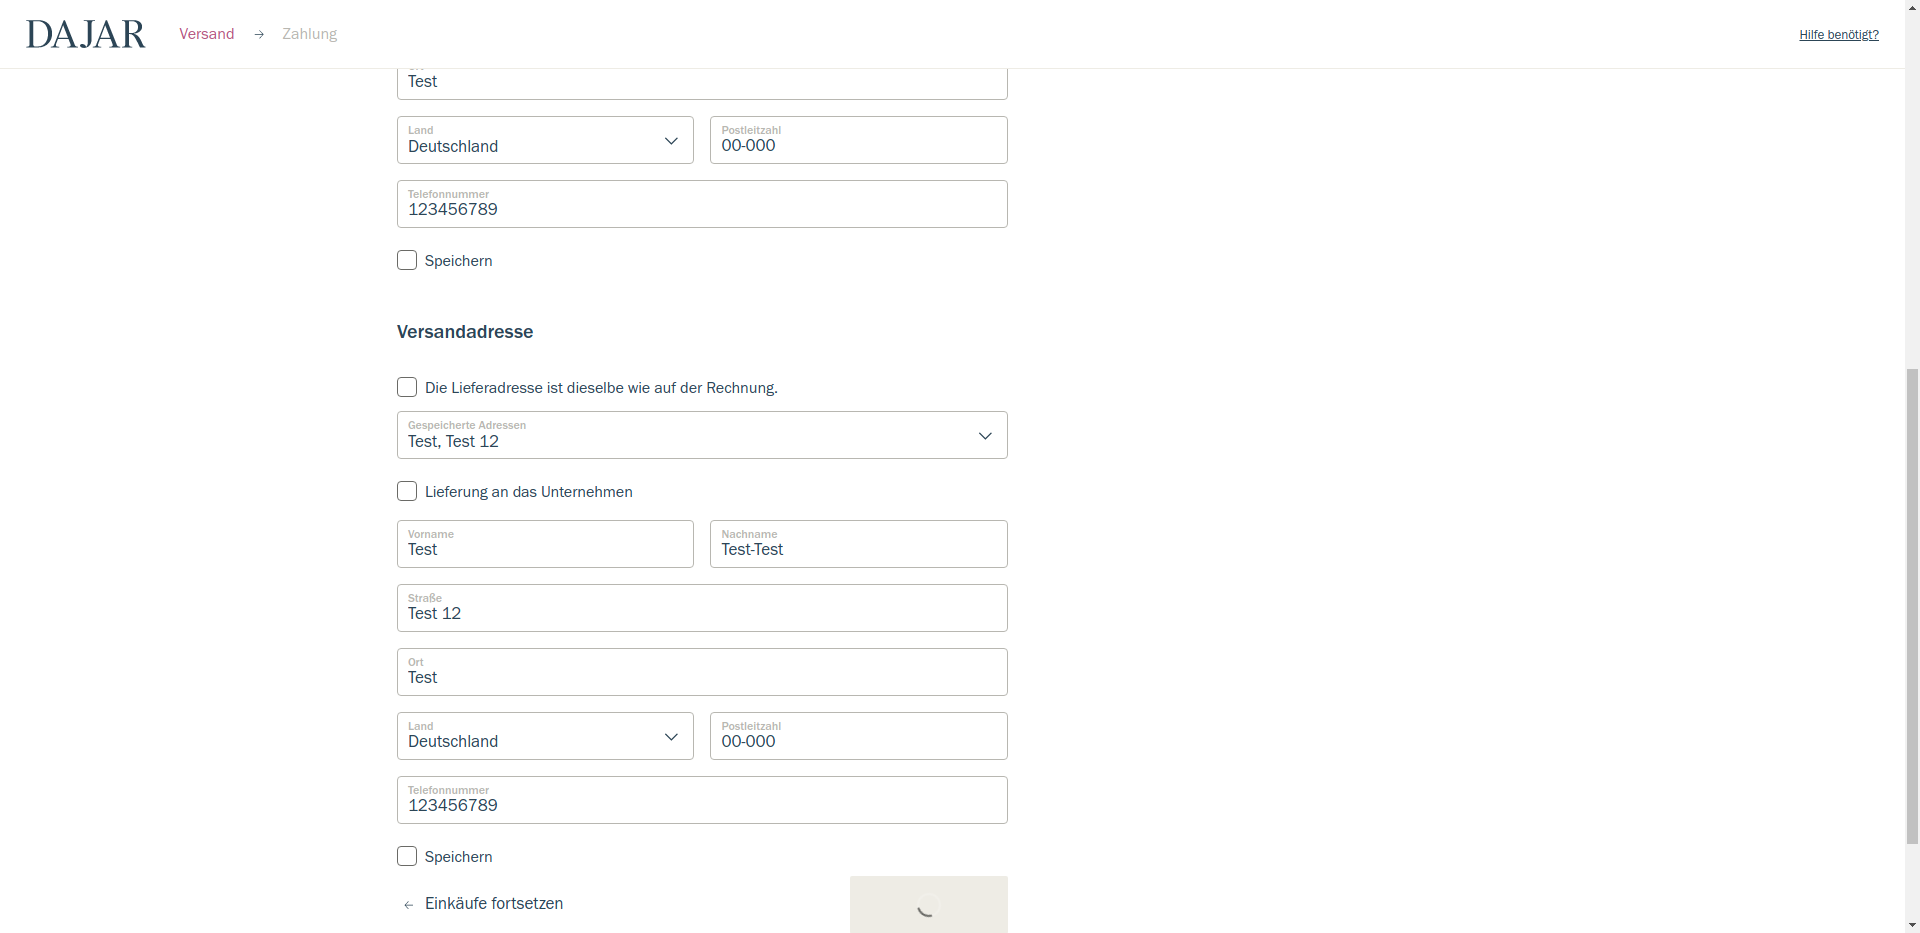 DAJAR
Versand → Zahlung
Hilfe benötigt?
Test
Land
Deutschland
Postleitzahl
00-000
Telefonnummer
123456789
Speichern
Versandadresse
Die Lieferadresse ist dieselbe wie auf der Rechnung.
Gespeicherte Adressen
Test, Test 12
Lieferung an das Unternehmen
Vorname
Test
Nachname
Test-Test
Straße
Test 12
Ort
Test
Land
Deutschland
Postleitzahl
00-000
Telefonnummer
123456789
Speichern
← Einkäufe fortsetzen